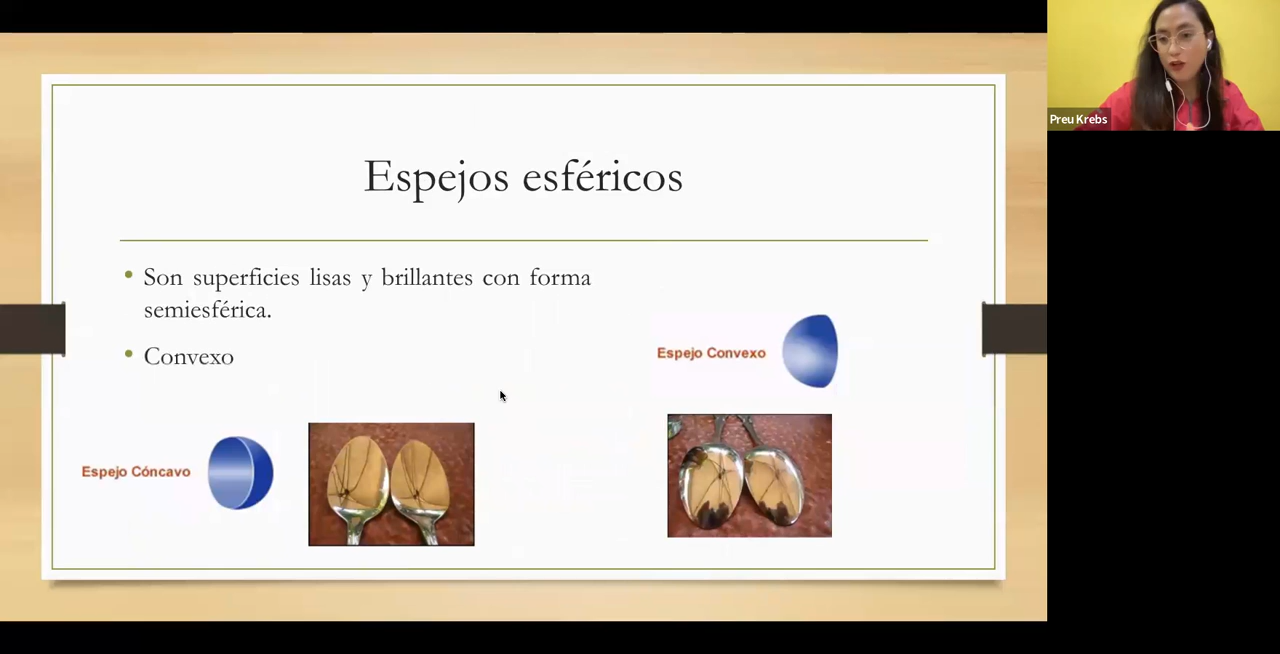 Espejos esféricos
Son superficies lisas y brillantes con forma
semiesférica.
Convexo
Espejo Convexo
Espejo Cóncavo
Preu Krebs